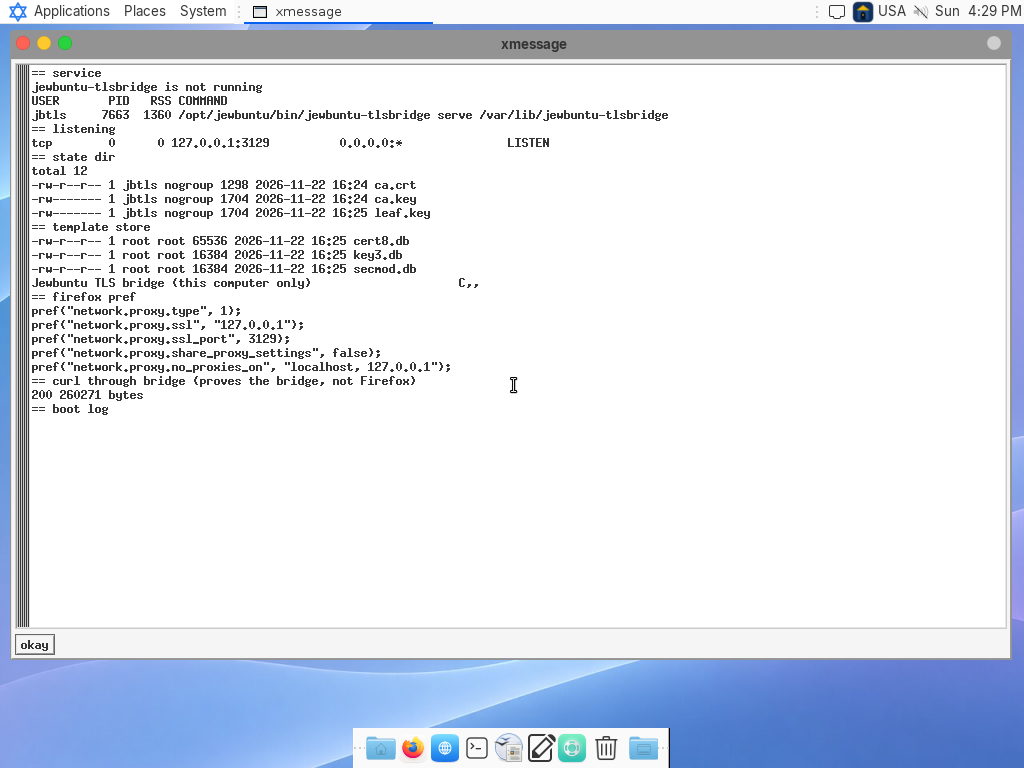 Applications Places System xmessage USA Sun 4:29 PM
xmessage
== service
jewbuntu-tlsbridge is not running
USER PID RSS COMMAND
jbtls 7663 1360 /opt/jewbuntu/bin/jewbuntu-tlsbridge serve /var/lib/jewbuntu-tlsbridge
== listening
tcp 0 0 127.0.0.1:3129 0.0.0.0:* LISTEN
== state dir
total 12
-rw-r--r-- 1 jbtls nogroup 1298 2026-11-22 16:24 ca.crt
-rw------- 1 jbtls nogroup 1704 2026-11-22 16:24 ca.key
-rw------- 1 jbtls nogroup 1704 2026-11-22 16:25 leaf.key
== template store
-rw-r--r-- 1 root root 65536 2026-11-22 16:25 cert8.db
-rw-r--r-- 1 root root 16384 2026-11-22 16:25 key3.db
-rw-r--r-- 1 root root 16384 2026-11-22 16:25 secmod.db
Jewbuntu TLS bridge (this computer only) C,,
== firefox pref
pref("network.proxy.type", 1);
pref("network.proxy.ssl", "127.0.0.1");
pref("network.proxy.ssl_port", 3129);
pref("network.proxy.share_proxy_settings", false);
pref("network.proxy.no_proxies_on", "localhost, 127.0.0.1");
== curl through bridge (proves the bridge, not Firefox)
200 260271 bytes
== boot log
okay